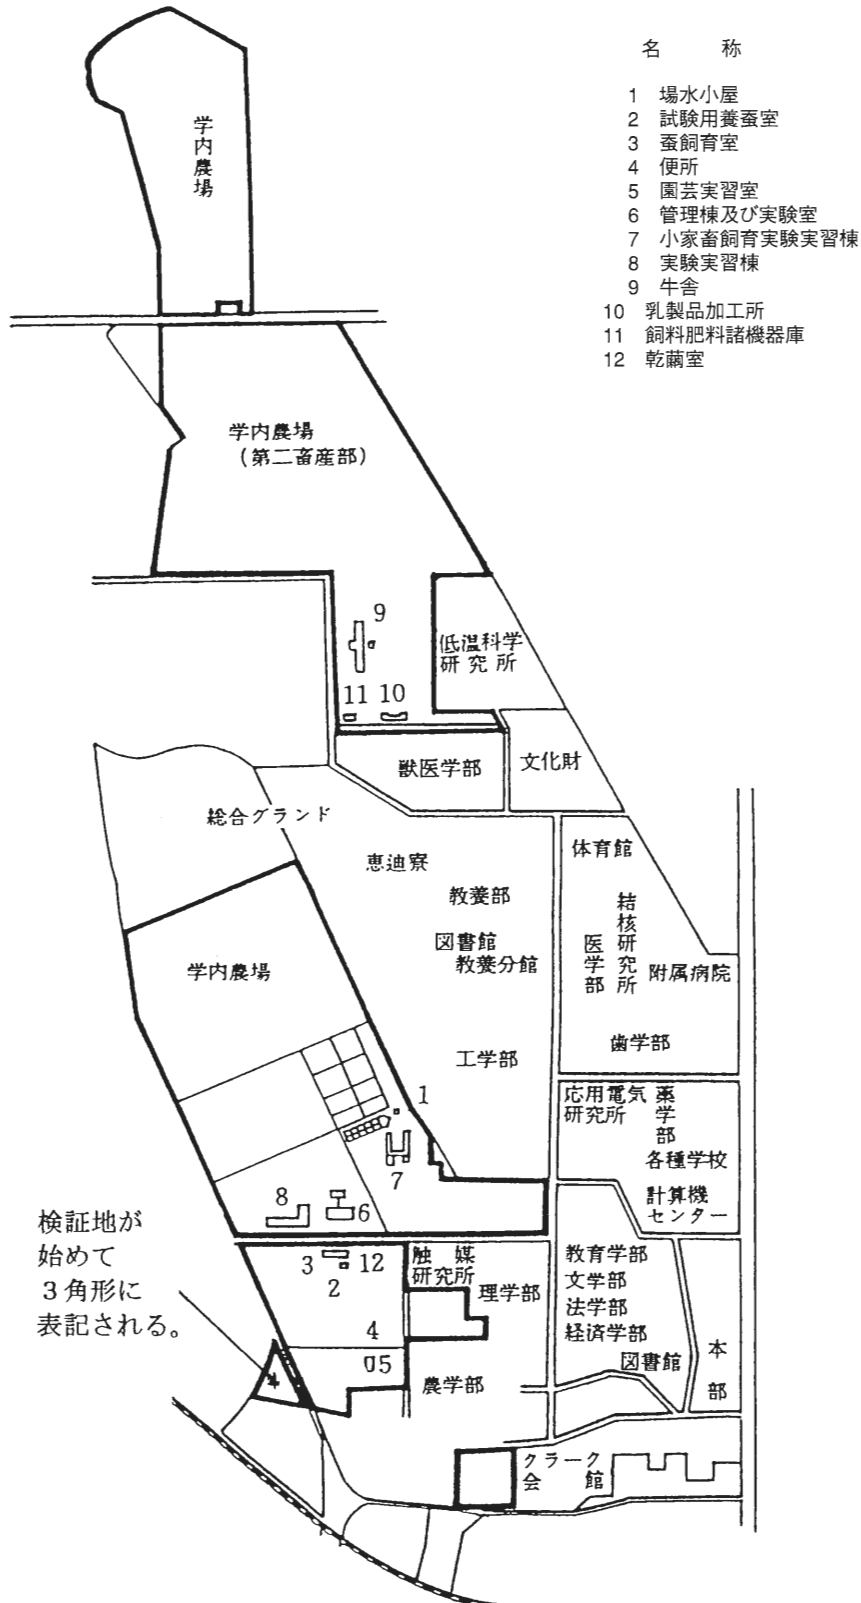 名 称
1 場水小屋
2 試験用養蚕室
3 蚕飼育室
4 便所
5 園芸実習室
6 管理棟及び実験室
7 小家畜飼育実験実習棟
8 実験実習棟
9 牛舎
10 乳製品加工所
11 飼料肥料諸機器庫
12 乾繭室
学内農場
学内農場
(第二畜産部)
9
低温科学
研究所
11 10
獣医学部
文化財
総合グランド
恵迪寮
教養部
図書館
教養分館
体育館
結核研究所
医学部
附属病院
歯学部
学内農場
工学部
1
応用電気
研究所
薬学部
各種学校
計算機
センター
7
8
6
検証地が
始めて
3角形に
表記される。
3
12
2
4
5
触媒
研究所
理学部
農学部
教育学部
文学部
法学部
経済学部
図書館
本部
クラーク
会館